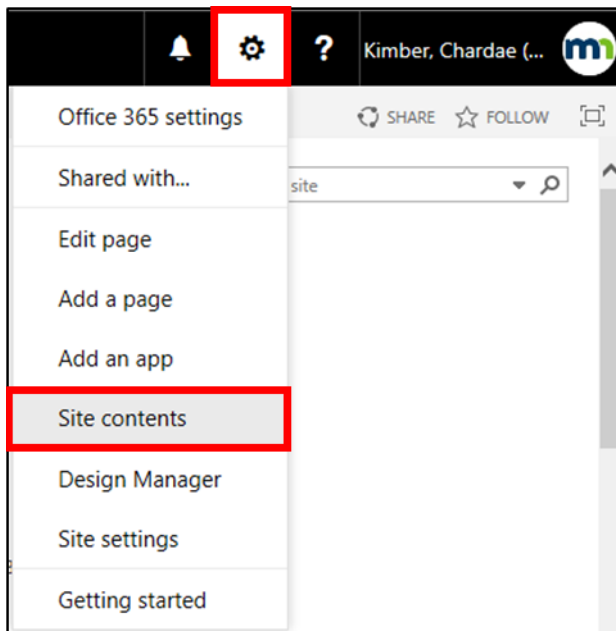 ? Kimber, Chardae (... mn
Office 365 settings
SHARE FOLLOW
Shared with...
site
Edit page
Add a page
Add an app
Site contents
Design Manager
Site settings
Getting started